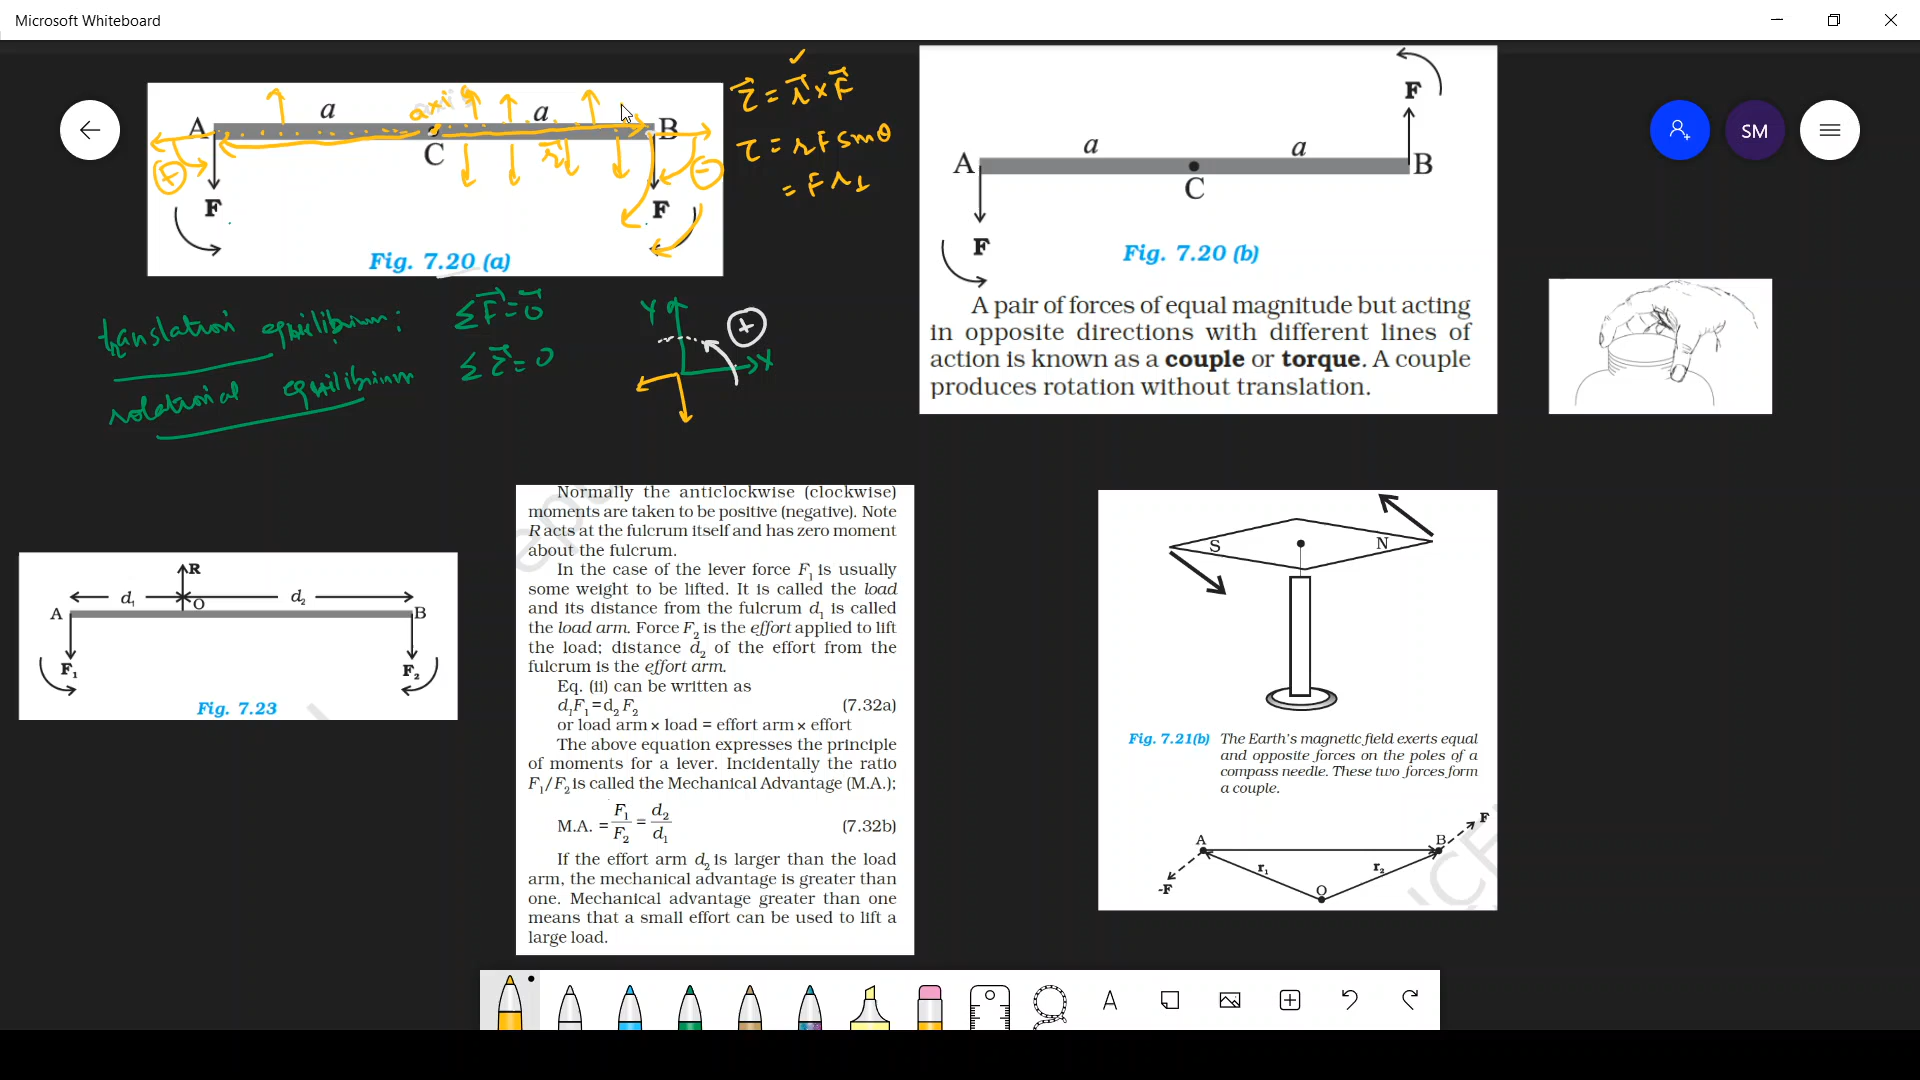 Microsoft Whiteboard
SM
A
a
axis
a
B
C
r
F
F
+
−
Fig. 7.20 (a)
τ⃗ = r⃗ × F⃗
τ = r F sinθ
= F r⊥
translation equilibrium : ΣF⃗ = 0⃗
rotational equilibrium Στ⃗ = 0
Y
X
+
F
A
a
a
B
C
F
Fig. 7.20 (b)
A pair of forces of equal magnitude but acting
in opposite directions with different lines of
action is known as a couple or torque. A couple
produces rotation without translation.
R
d₁
d₂
A
O
B
F₁
F₂
Fig. 7.23
Normally the anticlockwise (clockwise)
moments are taken to be positive (negative). Note
R acts at the fulcrum itself and has zero moment
about the fulcrum.
In the case of the lever force F₁ is usually
some weight to be lifted. It is called the load
and its distance from the fulcrum d₁ is called
the load arm. Force F₂ is the effort applied to lift
the load; distance d₂ of the effort from the
fulcrum is the effort arm.
Eq. (ii) can be written as
d₁F₁ = d₂ F₂ (7.32a)
or load arm × load = effort arm × effort
The above equation expresses the principle
of moments for a lever. Incidentally the ratio
F₁/F₂ is called the Mechanical Advantage (M.A.);
M.A. = F₁/F₂ = d₂/d₁ (7.32b)
If the effort arm d₂ is larger than the load
arm, the mechanical advantage is greater than
one. Mechanical advantage greater than one
means that a small effort can be used to lift a
large load.
S
N
Fig. 7.21(b) The Earth's magnetic field exerts equal
and opposite forces on the poles of a
compass needle. These two forces form
a couple.
F
A
B
r₁
r₂
-F
O